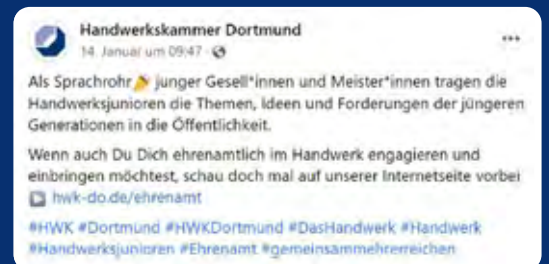 Handwerkskammer Dortmund
14. Januar um 09:47
Als Sprachrohr junger Gesell*innen und Meister*innen tragen die
Handwerksjunioren die Themen, Ideen und Forderungen der jüngeren
Generationen in die Öffentlichkeit.
Wenn auch Du Dich ehrenamtlich im Handwerk engagieren und
einbringen möchtest, schau doch mal auf unserer Internetseite vorbei
hwk-do.de/ehrenamt
#HWK #Dortmund #HWKDortmund #DasHandwerk #Handwerk
#Handwerksjunioren #Ehrenamt #gemeinsammehrerreichen